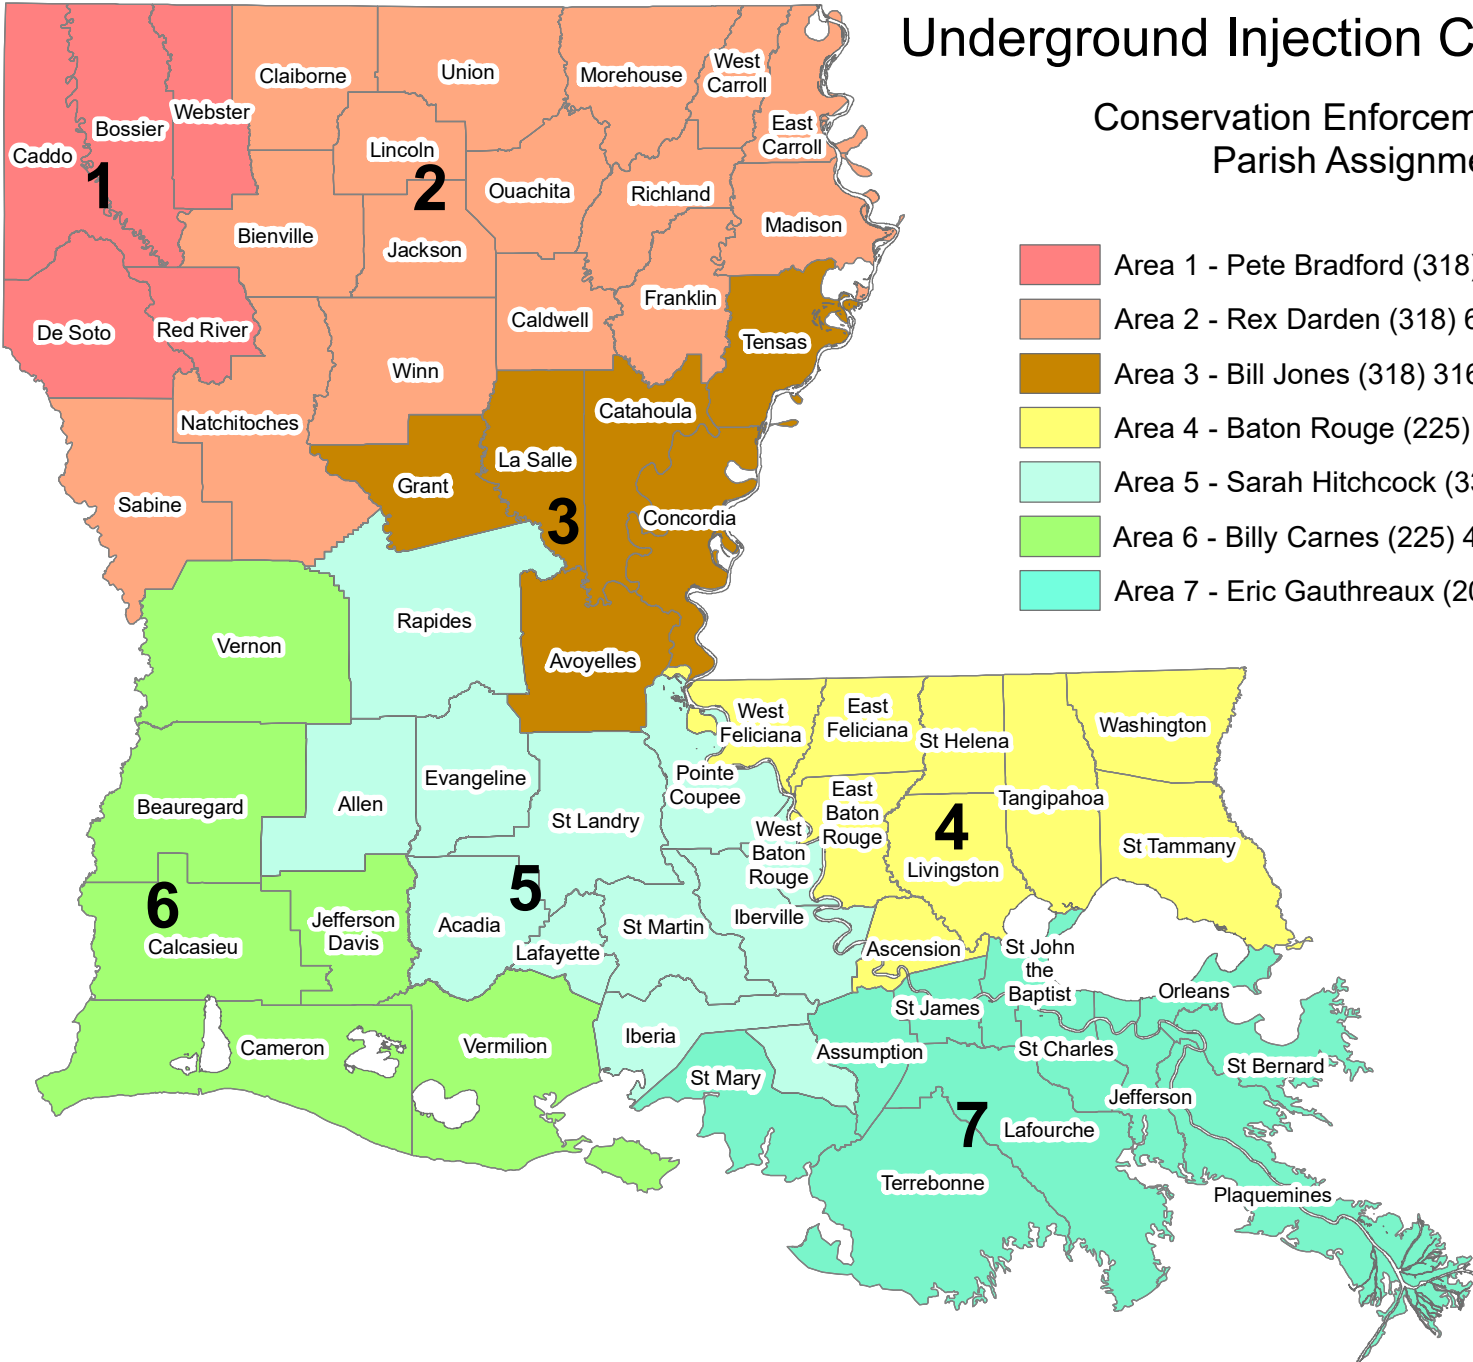 Underground Injection C
Conservation Enforcem
Parish Assignme
Area 1 - Pete Bradford (318)
Area 2 - Rex Darden (318) 6
Area 3 - Bill Jones (318) 316
Area 4 - Baton Rouge (225)
Area 5 - Sarah Hitchcock (33
Area 6 - Billy Carnes (225) 4
Area 7 - Eric Gauthreaux (20
Caddo
Bossier
Webster
1
De Soto
Red River
Claiborne
Union
Morehouse
West
Carroll
East
Carroll
Lincoln
2
Ouachita
Richland
Madison
Bienville
Jackson
Caldwell
Franklin
Winn
Natchitoches
Sabine
Tensas
Catahoula
La Salle
Grant
3
Concordia
Avoyelles
Rapides
Vernon
Beauregard
Allen
Evangeline
St Landry
Pointe
Coupee
West
Feliciana
East
Feliciana
St Helena
Washington
Tangipahoa
East
Baton
Rouge
4
Livingston
St Tammany
West
Baton
Rouge
6
Calcasieu
Jefferson
Davis
5
Acadia
Lafayette
St Martin
Iberville
Ascension
St John
the
Baptist
Orleans
St James
Cameron
Vermilion
Iberia
St Mary
Assumption
St Charles
St Bernard
Jefferson
7
Lafourche
Terrebonne
Plaquemines